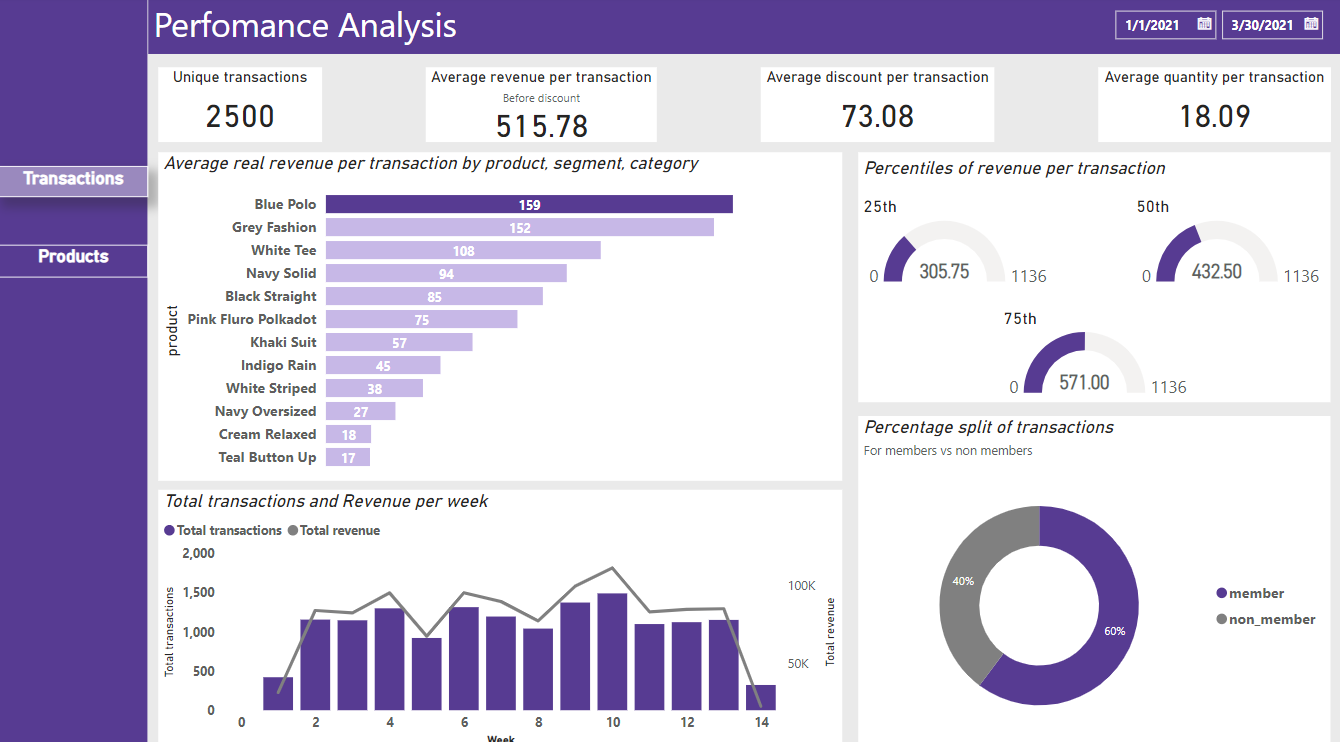 Perfomance Analysis
1/1/2021
3/30/2021
Transactions
Products
Unique transactions
2500
Average revenue per transaction
Before discount
515.78
Average discount per transaction
73.08
Average quantity per transaction
18.09
Average real revenue per transaction by product, segment, category
product
Blue Polo 159
Grey Fashion 152
White Tee 108
Navy Solid 94
Black Straight 85
Pink Fluro Polkadot 75
Khaki Suit 57
Indigo Rain 45
White Striped 38
Navy Oversized 27
Cream Relaxed 18
Teal Button Up 17
Percentiles of revenue per transaction
25th
0 305.75 1136
50th
0 432.50 1136
75th
0 571.00 1136
Total transactions and Revenue per week
Total transactions Total revenue
Total transactions
2,000
1,500
1,000
500
0
100K
50K
Total revenue
0 2 4 6 8 10 12 14
Week
Percentage split of transactions
For members vs non members
40%
60%
member
non_member